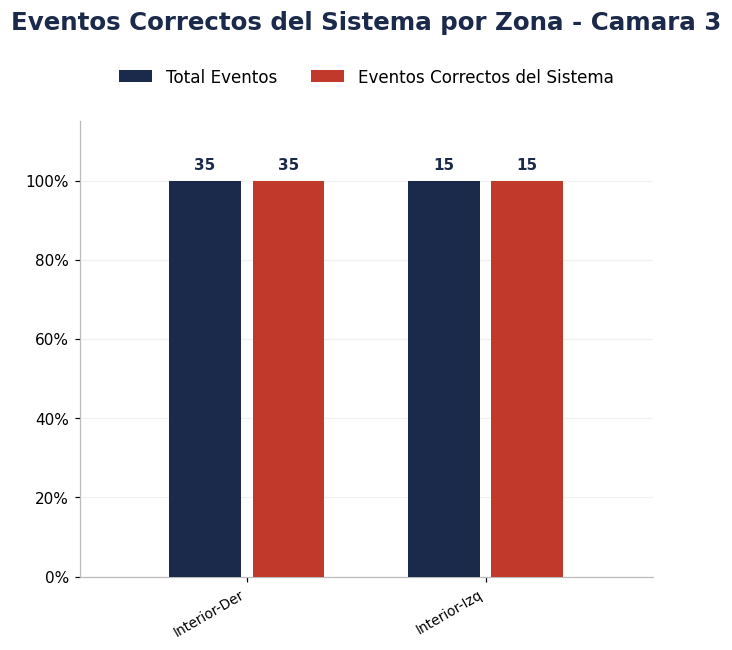 Eventos Correctos del Sistema por Zona - Camara 3
Total Eventos
Eventos Correctos del Sistema
35
35
15
15
100%
80%
60%
40%
20%
0%
Interior-Der
Interior-Izq